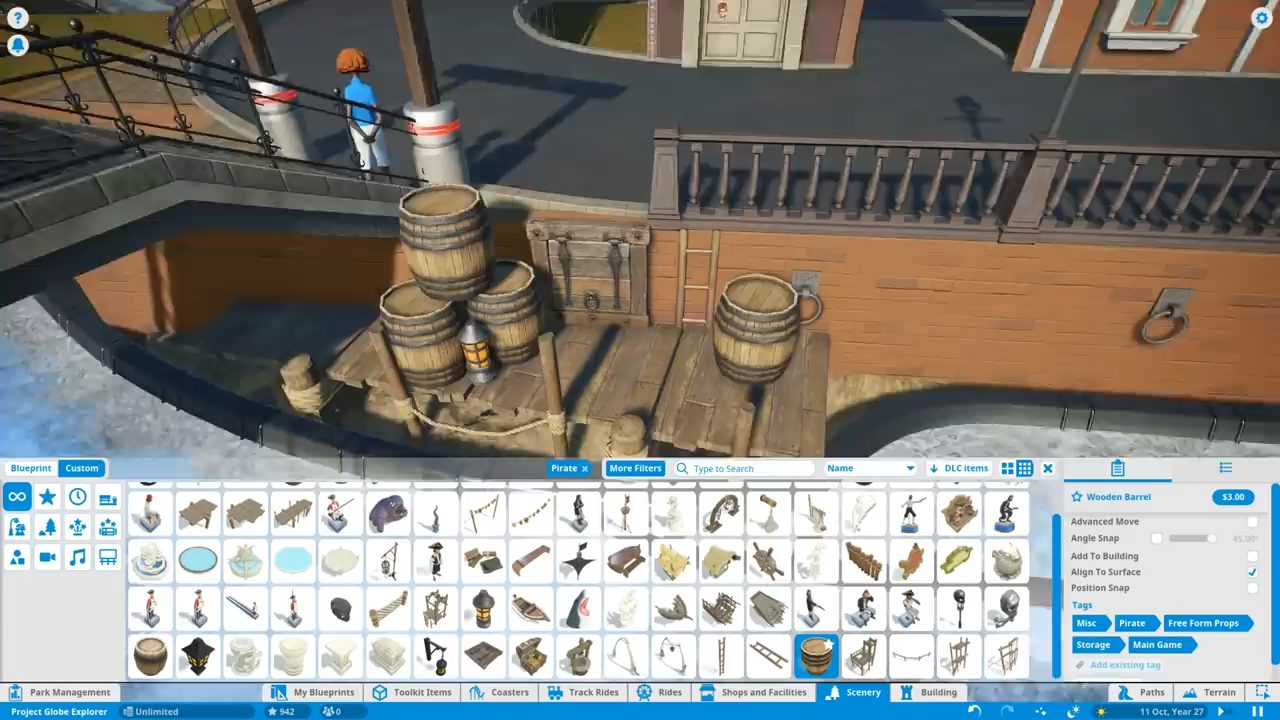 ?
Blueprint Custom Pirate × More Filters Type to Search Name DLC items
Wooden Barrel $3.00
Advanced Move
Angle Snap 45.00°
Add To Building
Align To Surface
Position Snap
Tags
Misc Pirate Free Form Props
Storage Main Game
Add existing tag
Park Management My Blueprints Toolkit Items Coasters Track Rides Rides Shops and Facilities Scenery Building Paths Terrain
Project Globe Explorer Unlimited 942 0 11 Oct, Year 27